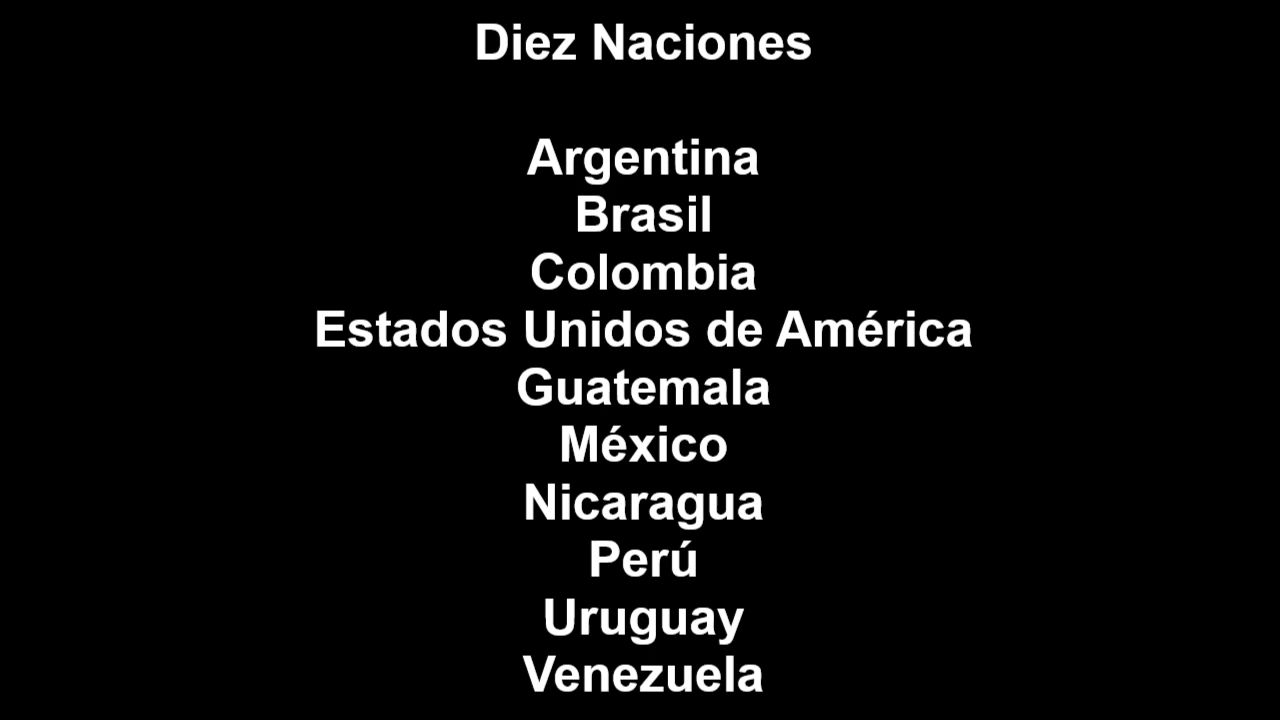 Diez Naciones
Argentina
Brasil
Colombia
Estados Unidos de América
Guatemala
México
Nicaragua
Perú
Uruguay
Venezuela